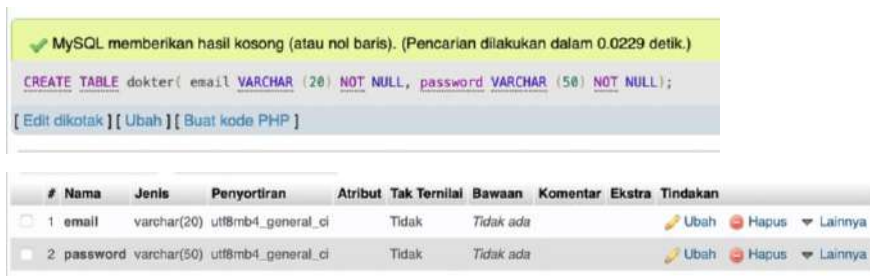 MySQL memberikan hasil kosong (atau nol baris). (Pencarian dilakukan dalam 0.0229 detik.)
CREATE TABLE dokter( email VARCHAR (20) NOT NULL, password VARCHAR (50) NOT NULL);
[ Edit dikotak ] [ Ubah ] [ Buat kode PHP ]
# Nama Jenis Penyortiran Atribut Tak Ternilai Bawaan Komentar Ekstra Tindakan
1 email varchar(20) utf8mb4_general_ci Tidak Tidak ada Ubah Hapus Lainnya
2 password varchar(50) utf8mb4_general_ci Tidak Tidak ada Ubah Hapus Lainnya